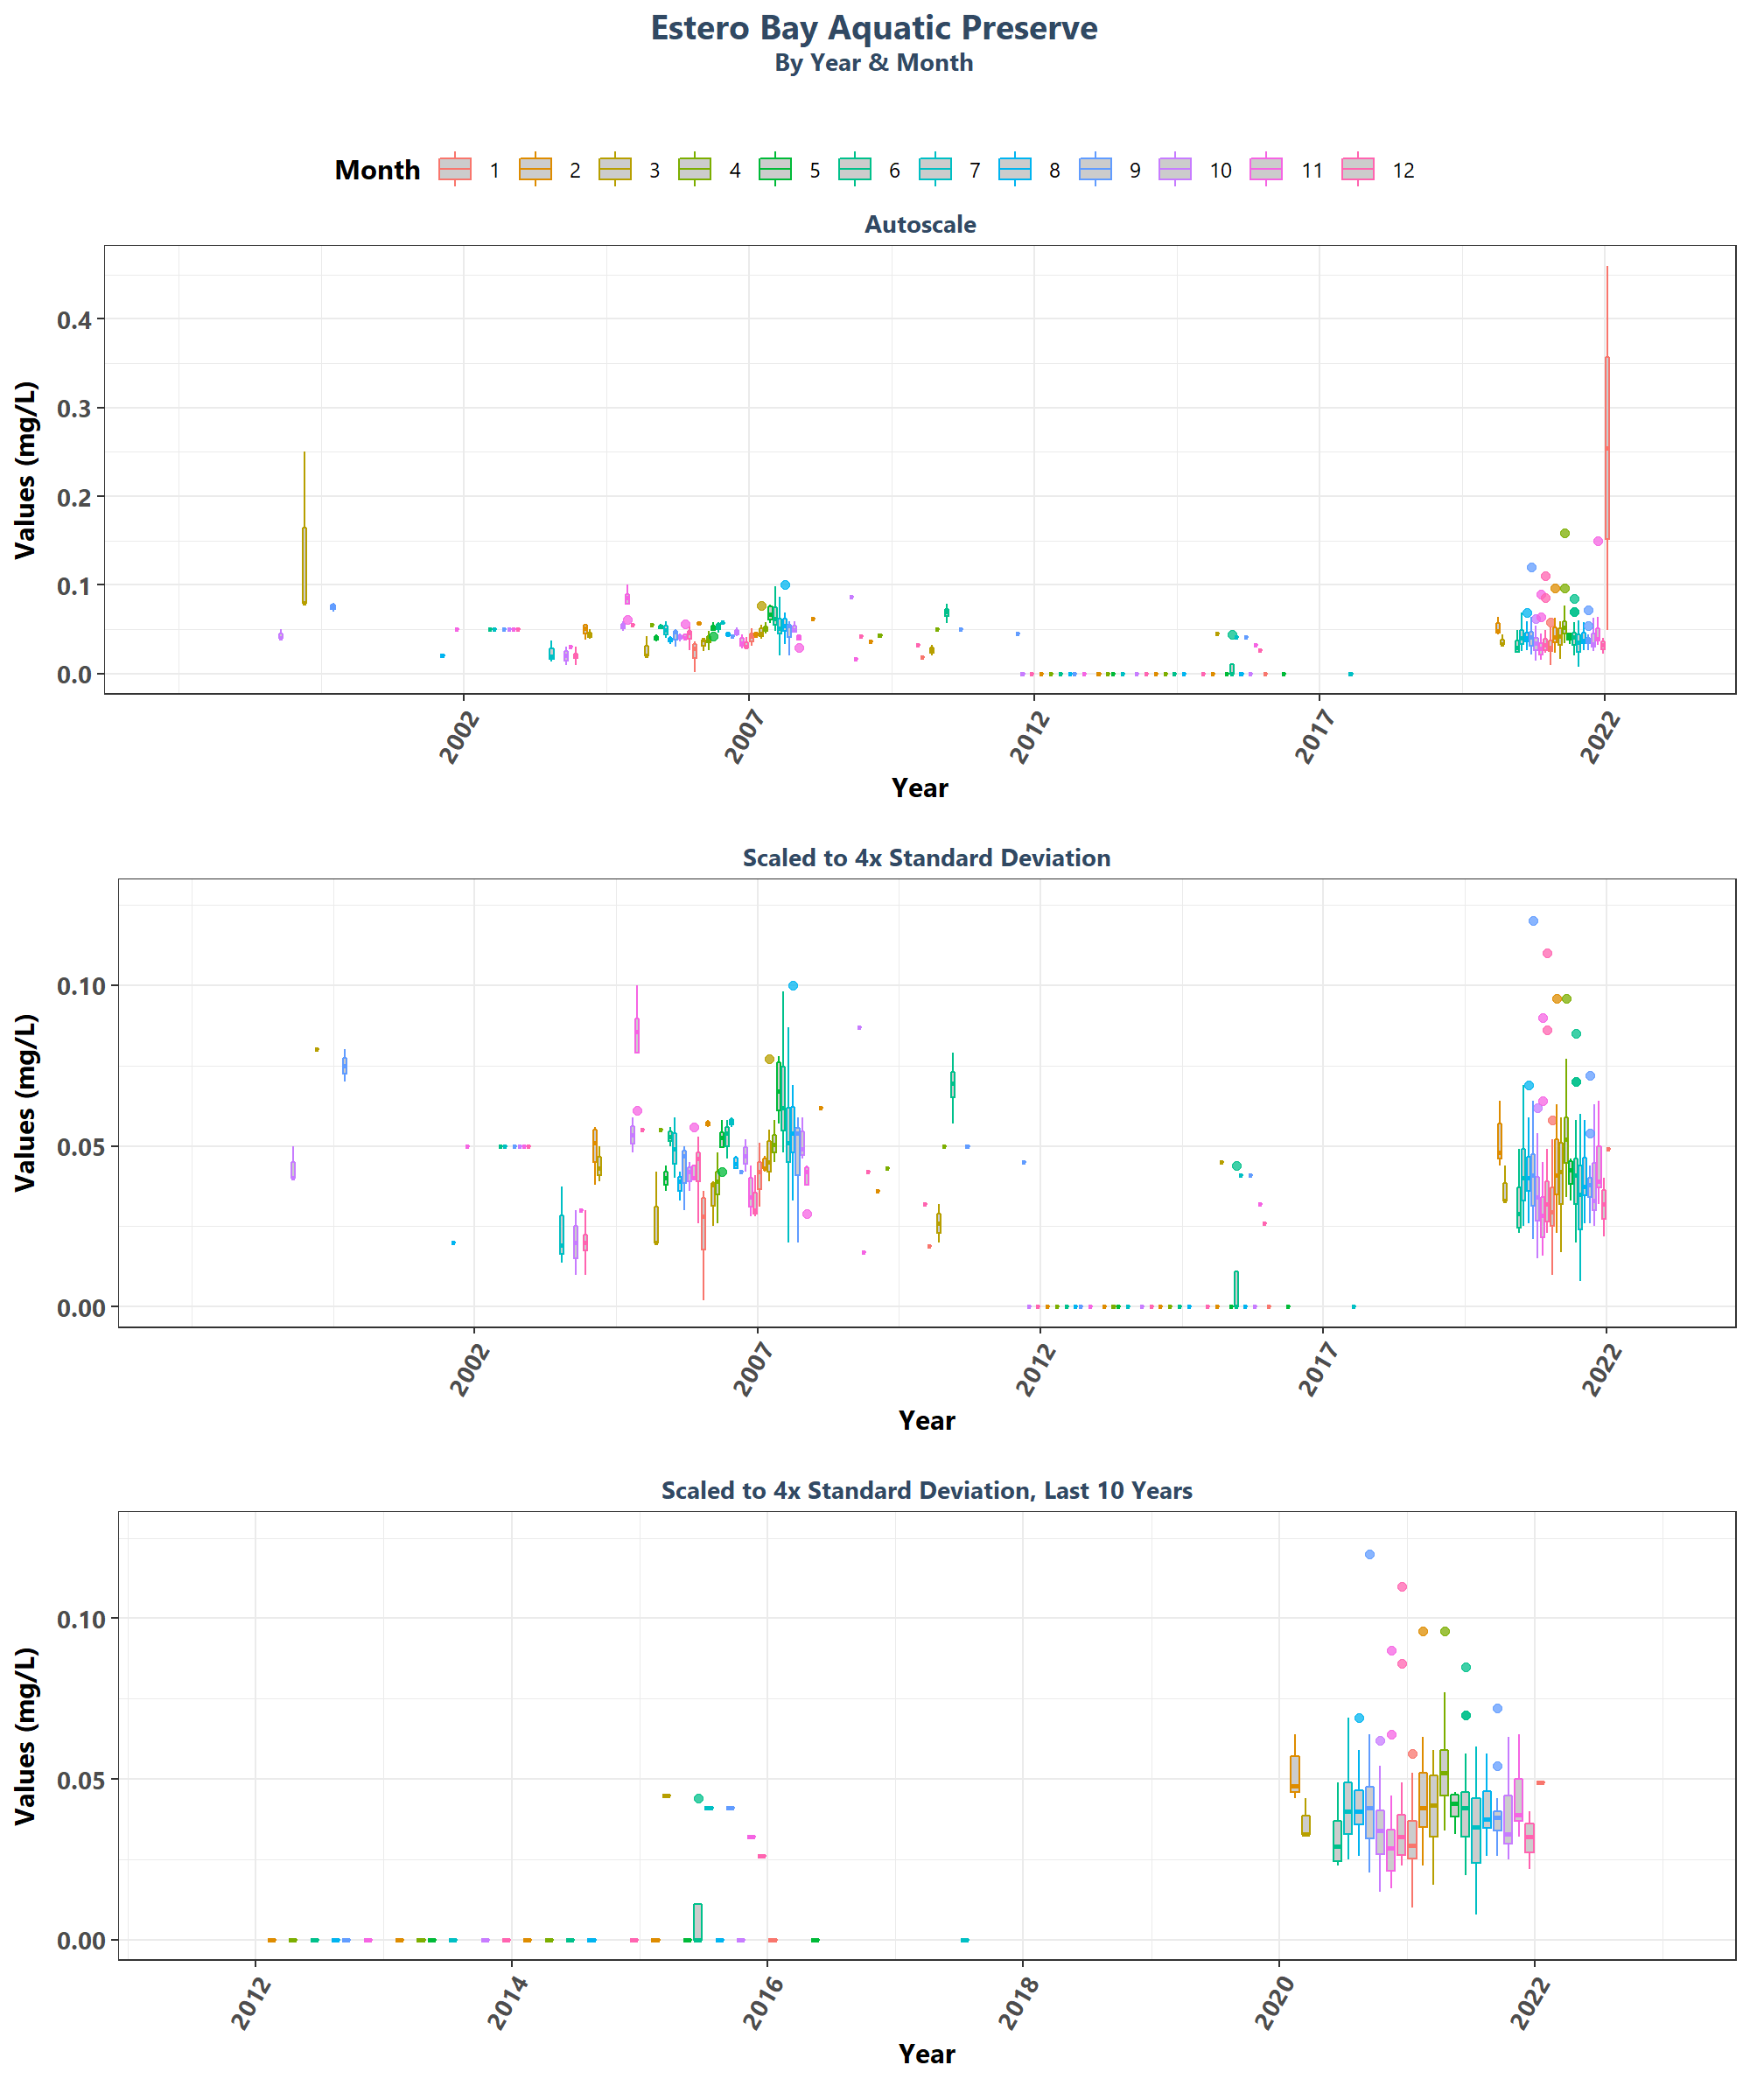 Estero Bay Aquatic Preserve
By Year & Month
Month 1 2 3 4 5 6 7 8 9 10 11 12
Autoscale
Values (mg/L)
0.4
0.3
0.2
0.1
0.0
2002 2007 2012 2017 2022
Year
Scaled to 4x Standard Deviation
Values (mg/L)
0.10
0.05
0.00
2002 2007 2012 2017 2022
Year
Scaled to 4x Standard Deviation, Last 10 Years
Values (mg/L)
0.10
0.05
0.00
2012 2014 2016 2018 2020 2022
Year